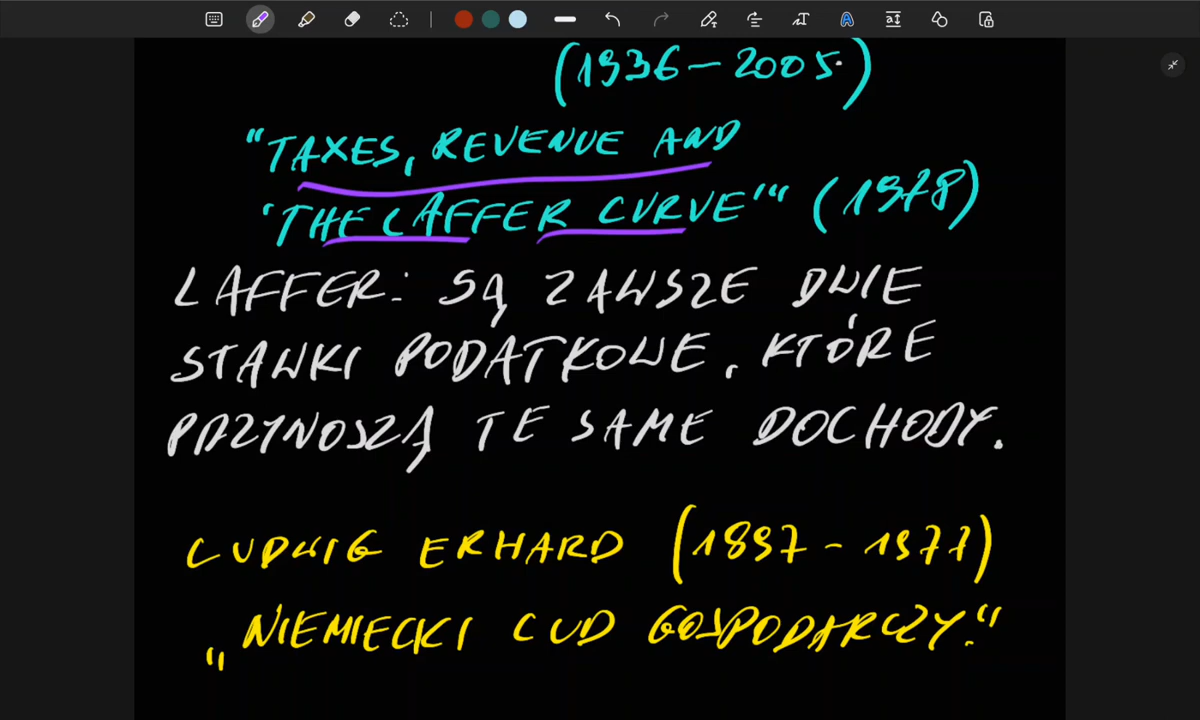 (1936-2005)
"TAXES, REVENUE AND
'THE LAFFER CURVE'" (1978)
LAFFER: SĄ ZAWSZE DWIE
STAWKI PODATKOWE, KTÓRE
PRZYNOSZĄ TE SAME DOCHODY.
LUDWIG ERHARD (1897-1977)
„NIEMIECKI CUD GOSPODARCZY."